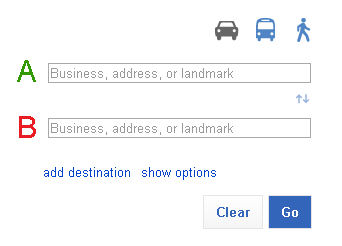 A Business, address, or landmark
B Business, address, or landmark
add destination show options
Clear Go